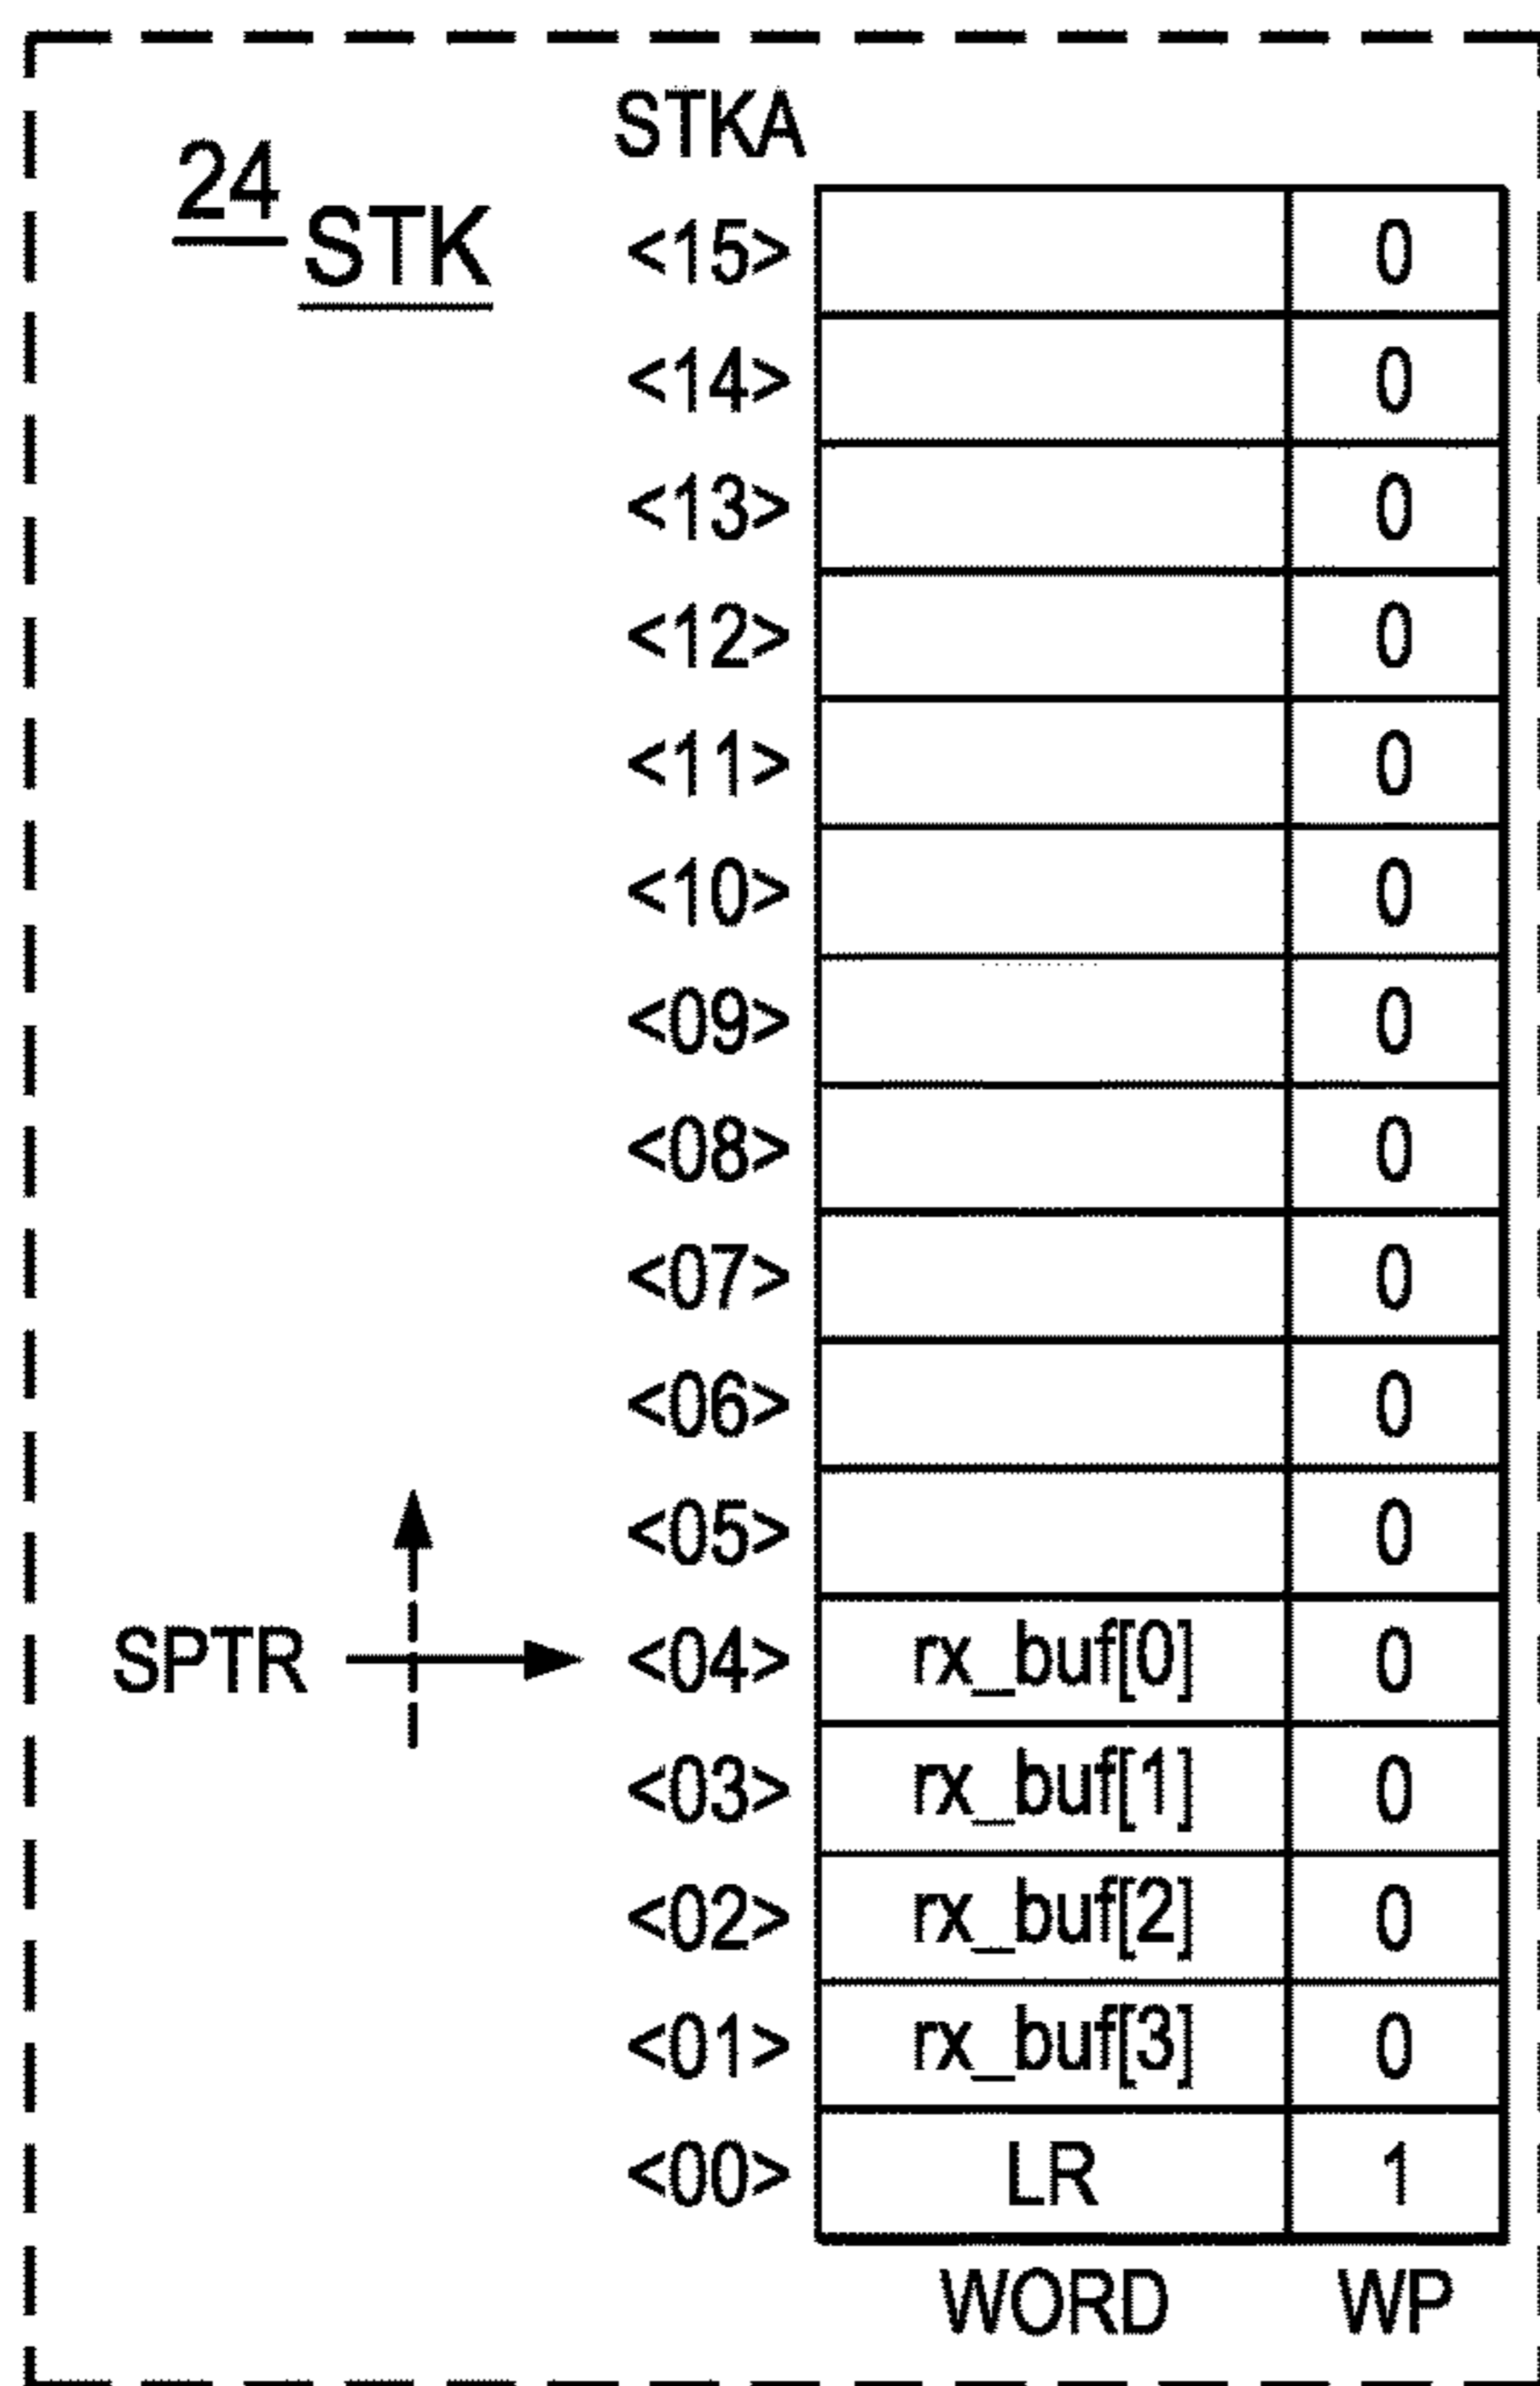 STKA
24 STK
<15> 0
<14> 0
<13> 0
<12> 0
<11> 0
<10> 0
<09> 0
<08> 0
<07> 0
<06> 0
<05> 0
SPTR <04> rx_buf[0] 0
<03> rx_buf[1] 0
<02> rx_buf[2] 0
<01> rx_buf[3] 0
<00> LR 1
WORD WP